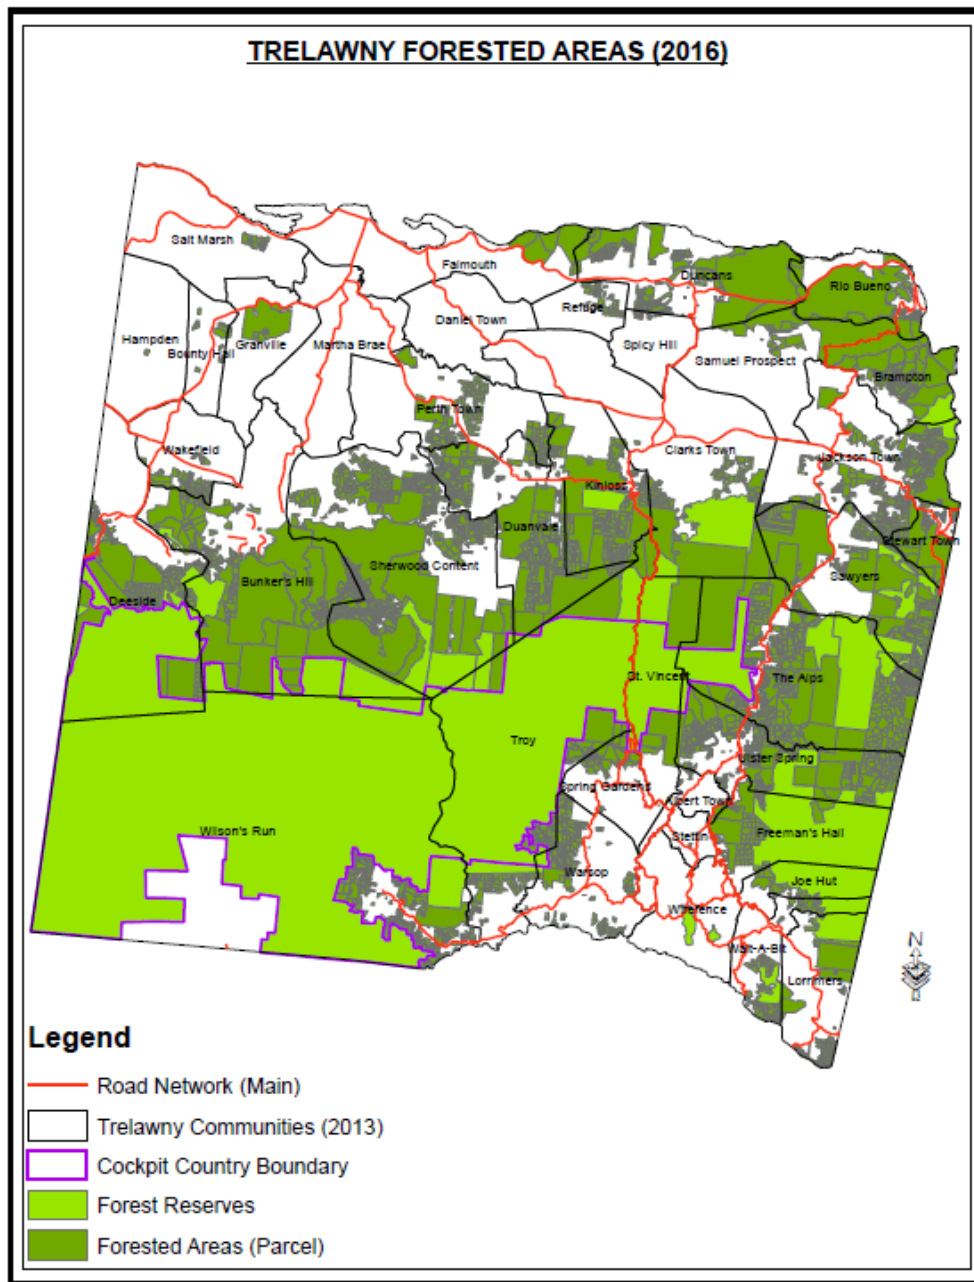 TRELAWNY FORESTED AREAS (2016)
Salt Marsh
Falmouth
Duncans
Rio Bueno
Refuge
Daniel Town
Hampden
Bounty Hall
Granville
Martha Brae
Spicy Hill
Samuel Prospect
Brampton
Perth Town
Wakefield
Clarks Town
Jackson Town
Kinloss
Duanvale
Stewart Town
Sherwood Content
Sawyers
Bunker's Hill
Deeside
St. Vincent
The Alps
Troy
Ulster Spring
Spring Gardens
Albert Town
Wilson's Run
Stettin
Freeman's Hall
Warsop
Joe Hut
Wherence
Wait-A-Bit
Lorrimers
N
Legend
Road Network (Main)
Trelawny Communities (2013)
Cockpit Country Boundary
Forest Reserves
Forested Areas (Parcel)